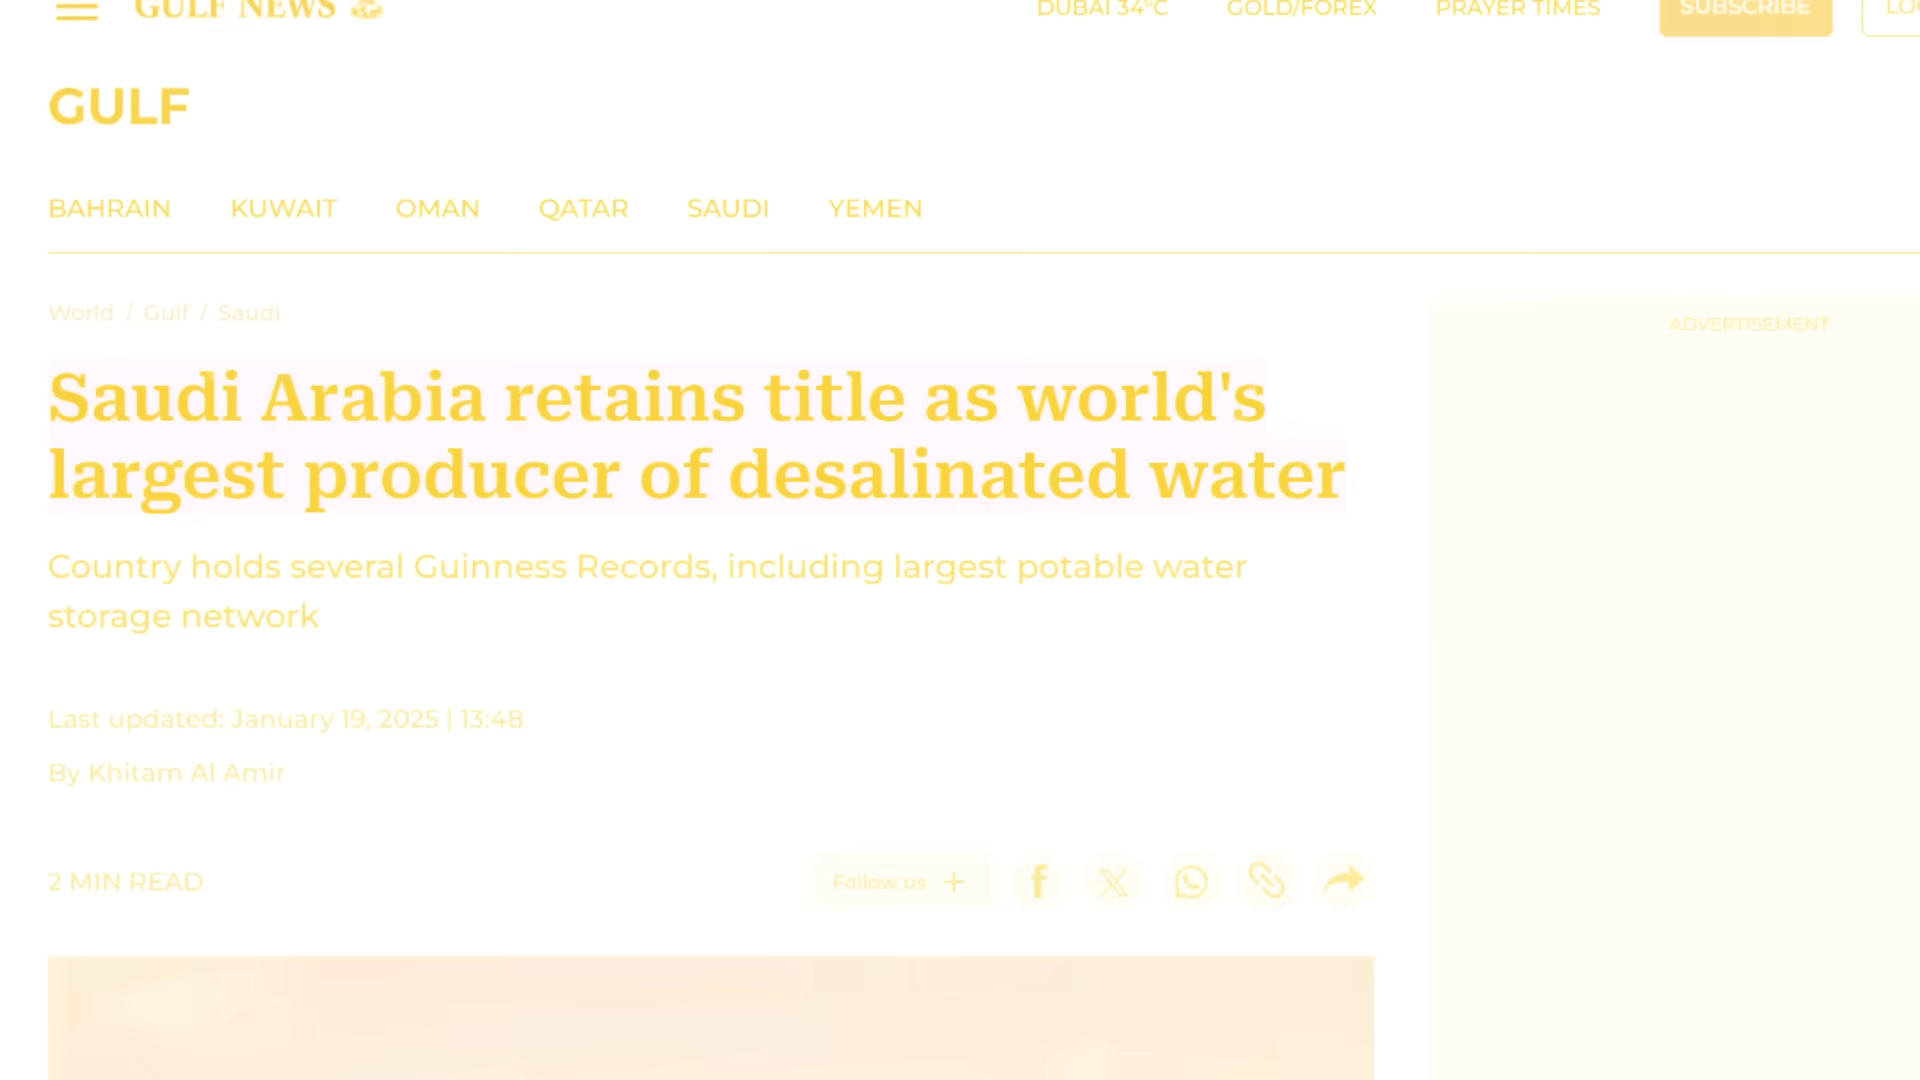 GULF NEWS
DUBAI 34°C GOLD/FOREX PRAYER TIMES SUBSCRIBE
GULF
BAHRAIN KUWAIT OMAN QATAR SAUDI YEMEN
World / Gulf / Saudi
ADVERTISEMENT
Saudi Arabia retains title as world's
largest producer of desalinated water
Country holds several Guinness Records, including largest potable water
storage network
Last updated: January 19, 2025 | 13:48
By Khitam Al Amir
2 MIN READ
Follow us +